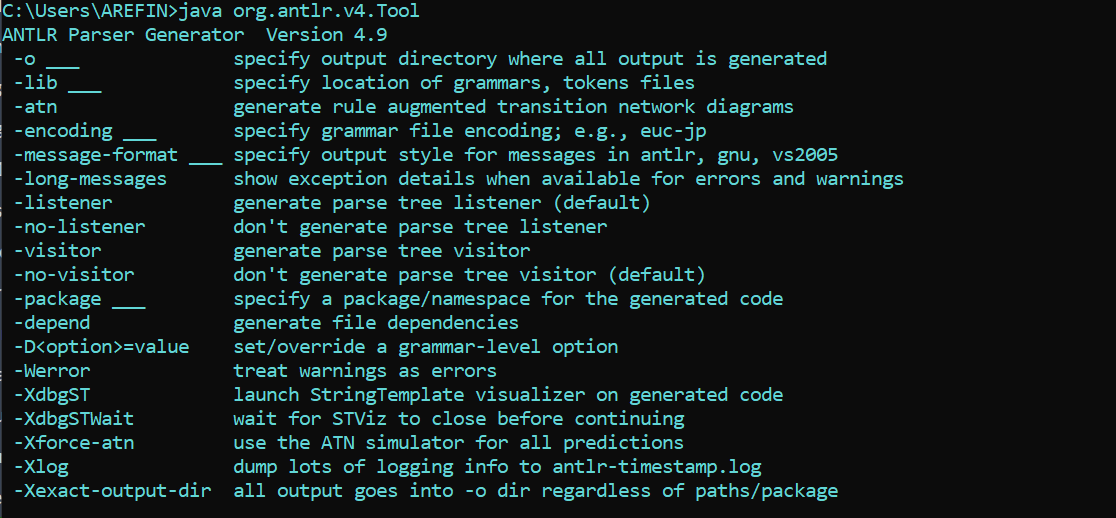 C:\Users\AREFIN>java org.antlr.v4.Tool
ANTLR Parser Generator  Version 4.9
 -o ___              specify output directory where all output is generated
 -lib ___            specify location of grammars, tokens files
 -atn                generate rule augmented transition network diagrams
 -encoding ___       specify grammar file encoding; e.g., euc-jp
 -message-format ___ specify output style for messages in antlr, gnu, vs2005
 -long-messages      show exception details when available for errors and warnings
 -listener           generate parse tree listener (default)
 -no-listener        don't generate parse tree listener
 -visitor            generate parse tree visitor
 -no-visitor         don't generate parse tree visitor (default)
 -package ___        specify a package/namespace for the generated code
 -depend             generate file dependencies
 -D<option>=value    set/override a grammar-level option
 -Werror             treat warnings as errors
 -XdbgST             launch StringTemplate visualizer on generated code
 -XdbgSTWait         wait for STViz to close before continuing
 -Xforce-atn         use the ATN simulator for all predictions
 -Xlog               dump lots of logging info to antlr-timestamp.log
 -Xexact-output-dir  all output goes into -o dir regardless of paths/package